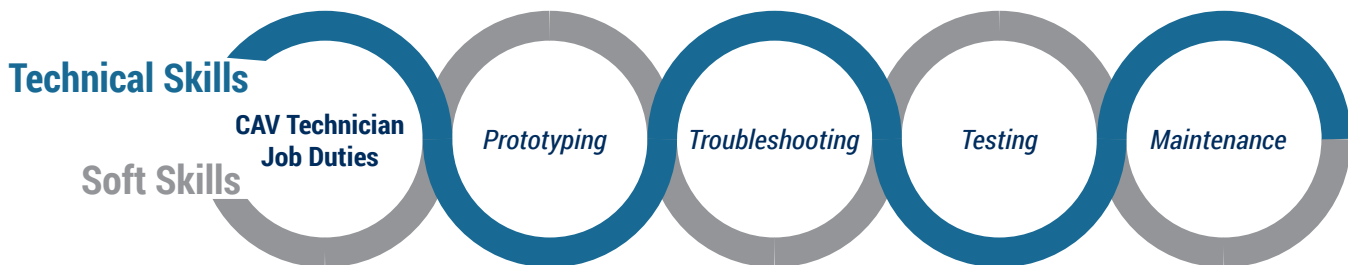 Technical Skills
Soft Skills
CAV Technician
Job Duties
Prototyping
Troubleshooting
Testing
Maintenance